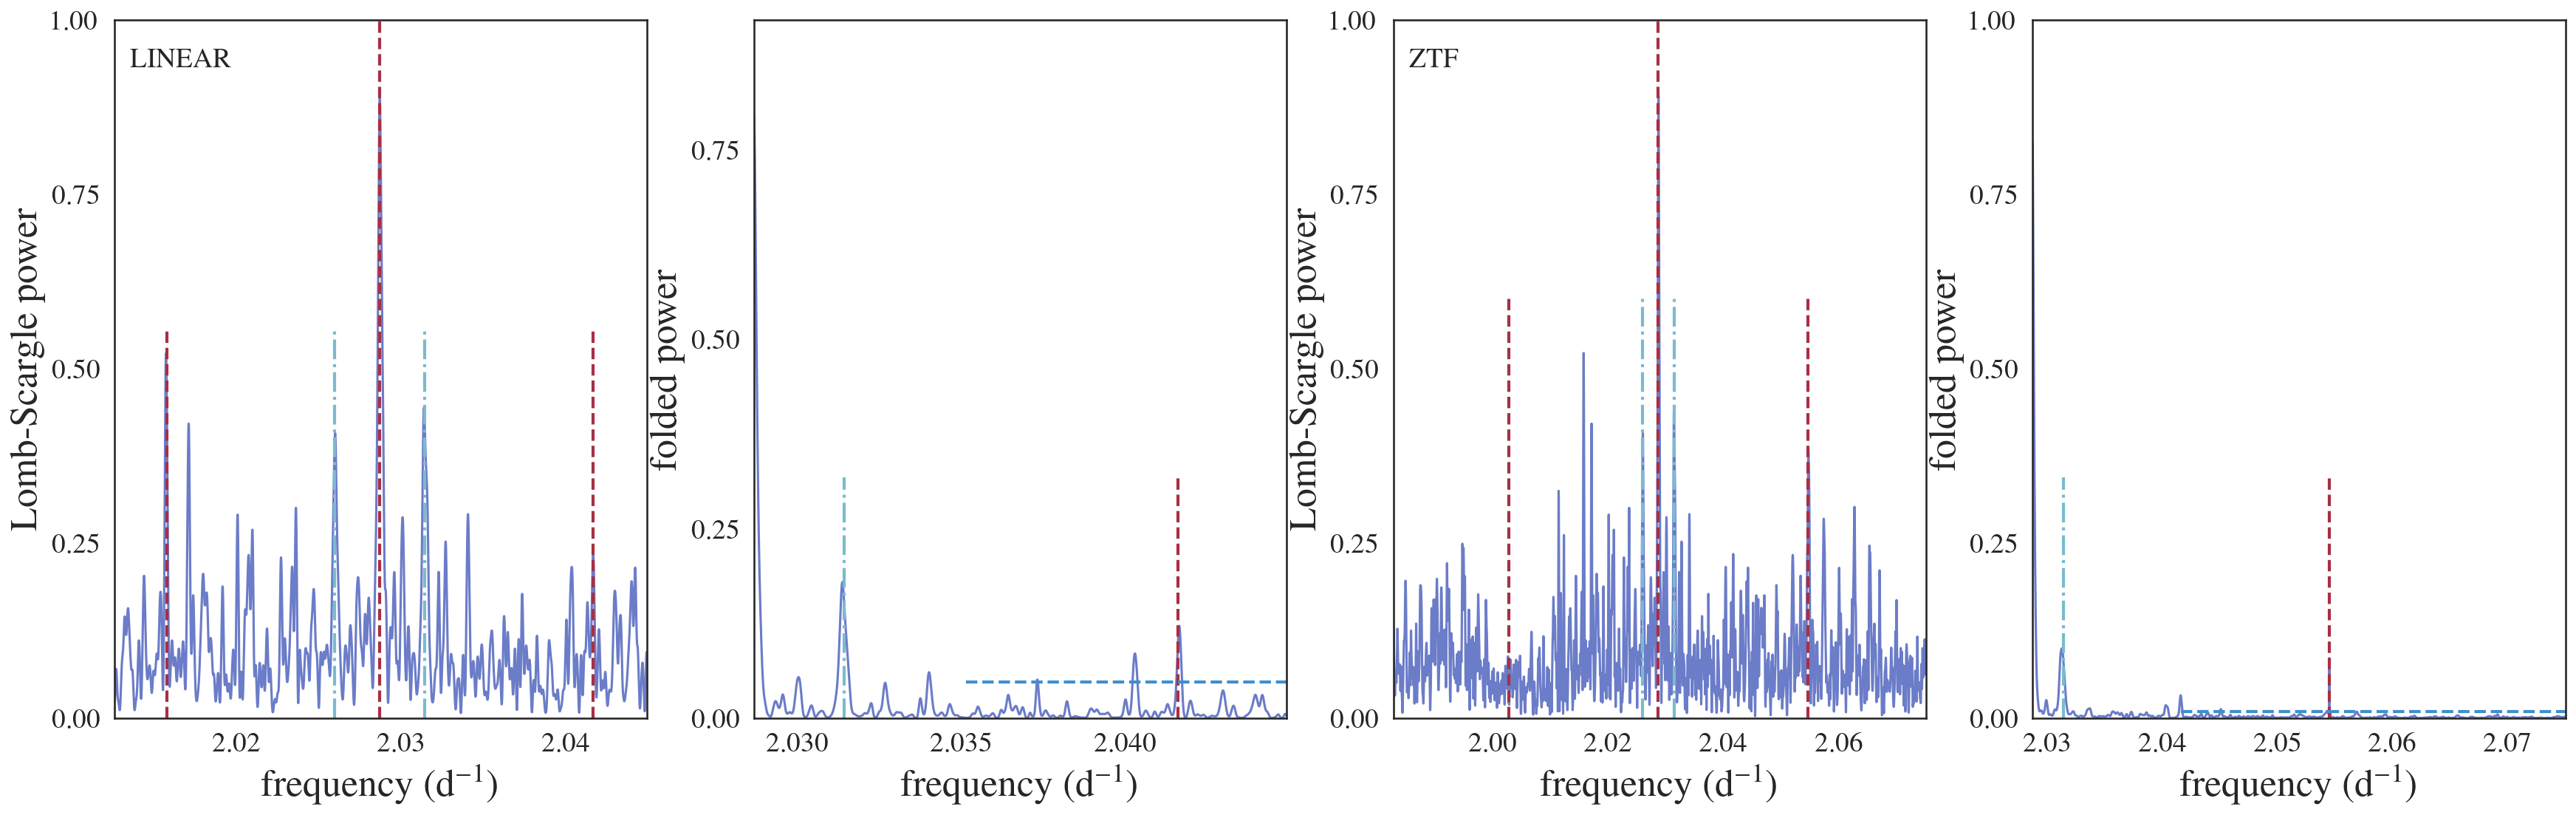 LINEAR
Lomb-Scargle power
1.00
0.75
0.50
0.25
0.00
2.02 2.03 2.04
frequency (d⁻¹)
folded power
0.75
0.50
0.25
0.00
2.030 2.035 2.040
frequency (d⁻¹)
ZTF
Lomb-Scargle power
1.00
0.75
0.50
0.25
0.00
2.00 2.02 2.04 2.06
frequency (d⁻¹)
folded power
1.00
0.75
0.50
0.25
0.00
2.03 2.04 2.05 2.06 2.07
frequency (d⁻¹)